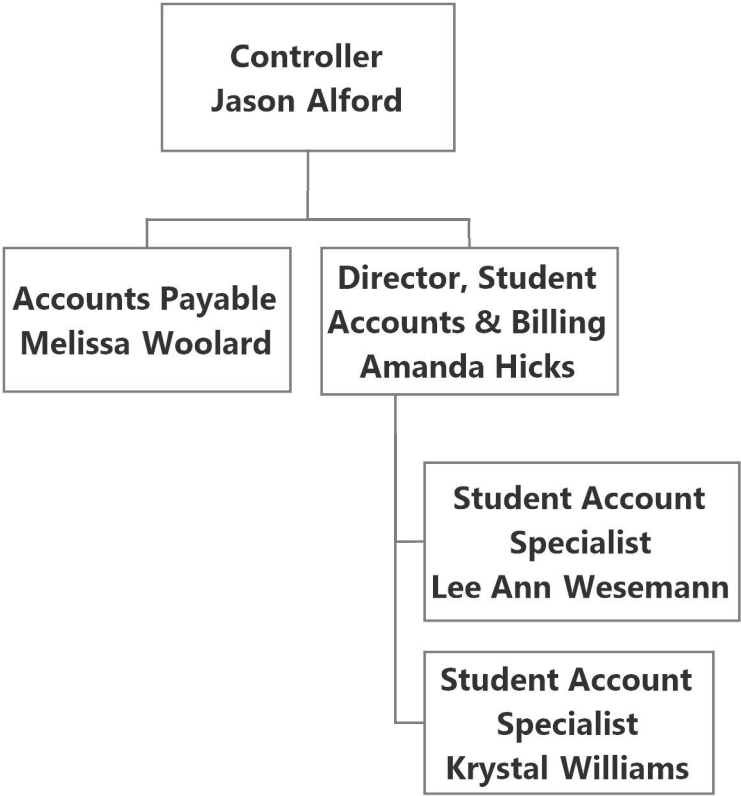 Controller
Jason Alford
Accounts Payable
Melissa Woolard
Director, Student
Accounts & Billing
Amanda Hicks
Student Account
Specialist
Lee Ann Wesemann
Student Account
Specialist
Krystal Williams